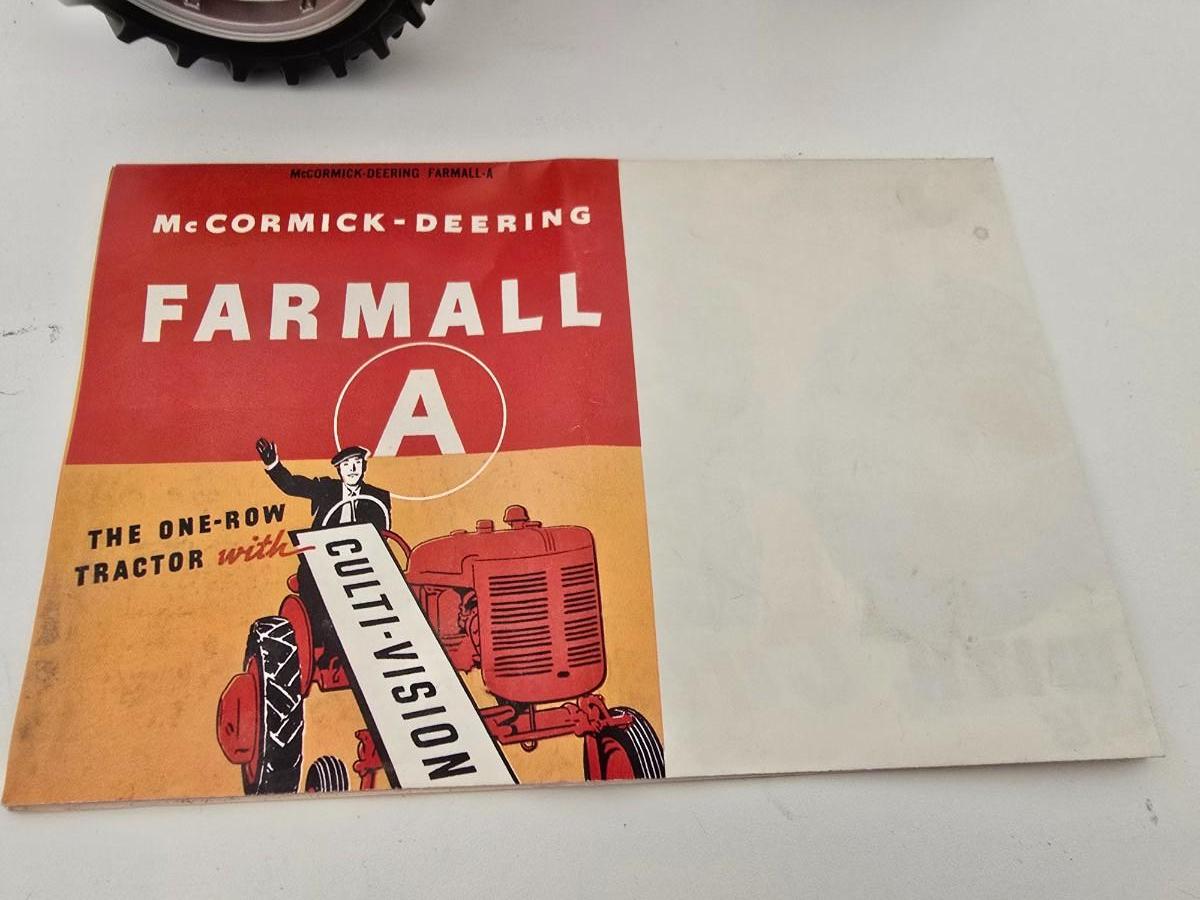 McCORMICK-DEERING FARMALL-A
McCORMICK-DEERING
FARMALL
A
THE ONE-ROW
TRACTOR with
CULTI-VISION